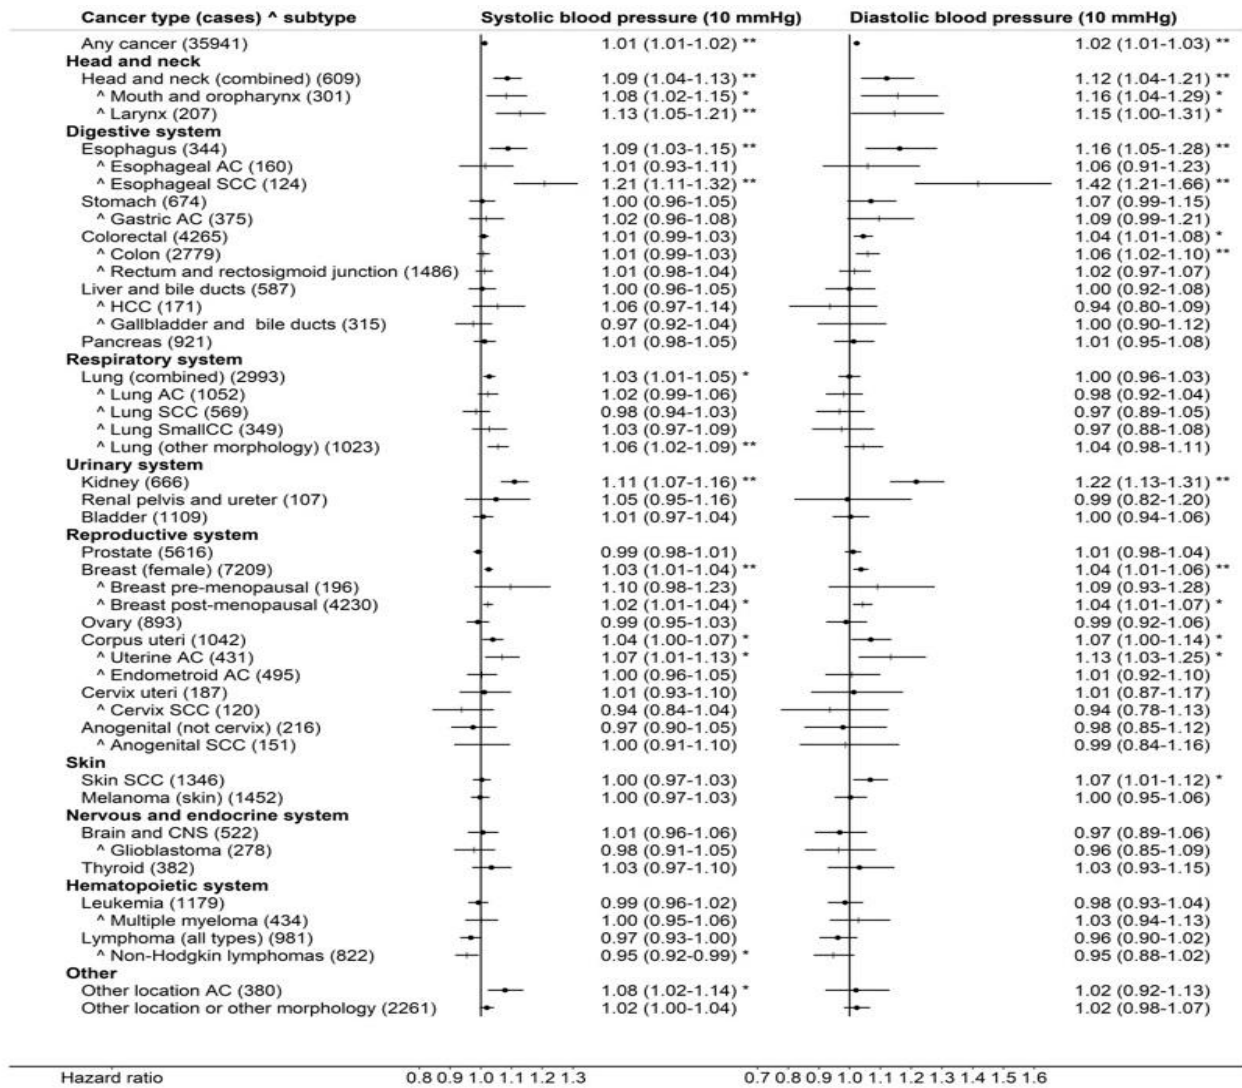 Cancer type (cases) ^ subtype Systolic blood pressure (10 mmHg) Diastolic blood pressure (10 mmHg)
Any cancer (35941) 1.01 (1.01-1.02) ** 1.02 (1.01-1.03) **
Head and neck
Head and neck (combined) (609) 1.09 (1.04-1.13) ** 1.12 (1.04-1.21) **
^ Mouth and oropharynx (301) 1.08 (1.02-1.15) * 1.16 (1.04-1.29) *
^ Larynx (207) 1.13 (1.05-1.21) ** 1.15 (1.00-1.31) *
Digestive system
Esophagus (344) 1.09 (1.03-1.15) ** 1.16 (1.05-1.28) **
^ Esophageal AC (160) 1.01 (0.93-1.11) 1.06 (0.91-1.23)
^ Esophageal SCC (124) 1.21 (1.11-1.32) ** 1.42 (1.21-1.66) **
Stomach (674) 1.00 (0.96-1.05) 1.07 (0.99-1.15)
^ Gastric AC (375) 1.02 (0.96-1.08) 1.09 (0.99-1.21)
Colorectal (4265) 1.01 (0.99-1.03) 1.04 (1.01-1.08) *
^ Colon (2779) 1.01 (0.99-1.03) 1.06 (1.02-1.10) **
^ Rectum and rectosigmoid junction (1486) 1.01 (0.98-1.04) 1.02 (0.97-1.07)
Liver and bile ducts (587) 1.00 (0.96-1.05) 1.00 (0.92-1.08)
^ HCC (171) 1.06 (0.97-1.14) 0.94 (0.80-1.09)
^ Gallbladder and bile ducts (315) 0.97 (0.92-1.04) 1.00 (0.90-1.12)
Pancreas (921) 1.01 (0.98-1.05) 1.01 (0.95-1.08)
Respiratory system
Lung (combined) (2993) 1.03 (1.01-1.05) * 1.00 (0.96-1.03)
^ Lung AC (1052) 1.02 (0.99-1.06) 0.98 (0.92-1.04)
^ Lung SCC (569) 0.98 (0.94-1.03) 0.97 (0.89-1.05)
^ Lung SmallCC (349) 1.03 (0.97-1.09) 0.97 (0.88-1.08)
^ Lung (other morphology) (1023) 1.06 (1.02-1.09) ** 1.04 (0.98-1.11)
Urinary system
Kidney (666) 1.11 (1.07-1.16) ** 1.22 (1.13-1.31) **
Renal pelvis and ureter (107) 1.05 (0.95-1.16) 0.99 (0.82-1.20)
Bladder (1109) 1.01 (0.97-1.04) 1.00 (0.94-1.06)
Reproductive system
Prostate (5616) 0.99 (0.98-1.01) 1.01 (0.98-1.04)
Breast (female) (7209) 1.03 (1.01-1.04) ** 1.04 (1.01-1.06) **
^ Breast pre-menopausal (196) 1.10 (0.98-1.23) 1.09 (0.93-1.28)
^ Breast post-menopausal (4230) 1.02 (1.01-1.04) * 1.04 (1.01-1.07) *
Ovary (893) 0.99 (0.95-1.03) 0.99 (0.92-1.06)
Corpus uteri (1042) 1.04 (1.00-1.07) * 1.07 (1.00-1.14) *
^ Uterine AC (431) 1.07 (1.01-1.13) * 1.13 (1.03-1.25) *
^ Endometroid AC (495) 1.00 (0.96-1.05) 1.01 (0.92-1.10)
Cervix uteri (187) 1.01 (0.93-1.10) 1.01 (0.87-1.17)
^ Cervix SCC (120) 0.94 (0.84-1.04) 0.94 (0.78-1.13)
Anogenital (not cervix) (216) 0.97 (0.90-1.05) 0.98 (0.85-1.12)
^ Anogenital SCC (151) 1.00 (0.91-1.10) 0.99 (0.84-1.16)
Skin
Skin SCC (1346) 1.00 (0.97-1.03) 1.07 (1.01-1.12) *
Melanoma (skin) (1452) 1.00 (0.97-1.03) 1.00 (0.95-1.06)
Nervous and endocrine system
Brain and CNS (522) 1.01 (0.96-1.06) 0.97 (0.89-1.06)
^ Glioblastoma (278) 0.98 (0.91-1.05) 0.96 (0.85-1.09)
Thyroid (382) 1.03 (0.97-1.10) 1.03 (0.93-1.15)
Hematopoietic system
Leukemia (1179) 0.99 (0.96-1.02) 0.98 (0.93-1.04)
^ Multiple myeloma (434) 1.00 (0.95-1.06) 1.03 (0.94-1.13)
Lymphoma (all types) (981) 0.97 (0.93-1.00) 0.96 (0.90-1.02)
^ Non-Hodgkin lymphomas (822) 0.95 (0.92-0.99) * 0.95 (0.88-1.02)
Other
Other location AC (380) 1.08 (1.02-1.14) * 1.02 (0.92-1.13)
Other location or other morphology (2261) 1.02 (1.00-1.04) 1.02 (0.98-1.07)
Hazard ratio 0.8 0.9 1.0 1.1 1.2 1.3 0.7 0.8 0.9 1.0 1.1 1.2 1.3 1.4 1.5 1.6